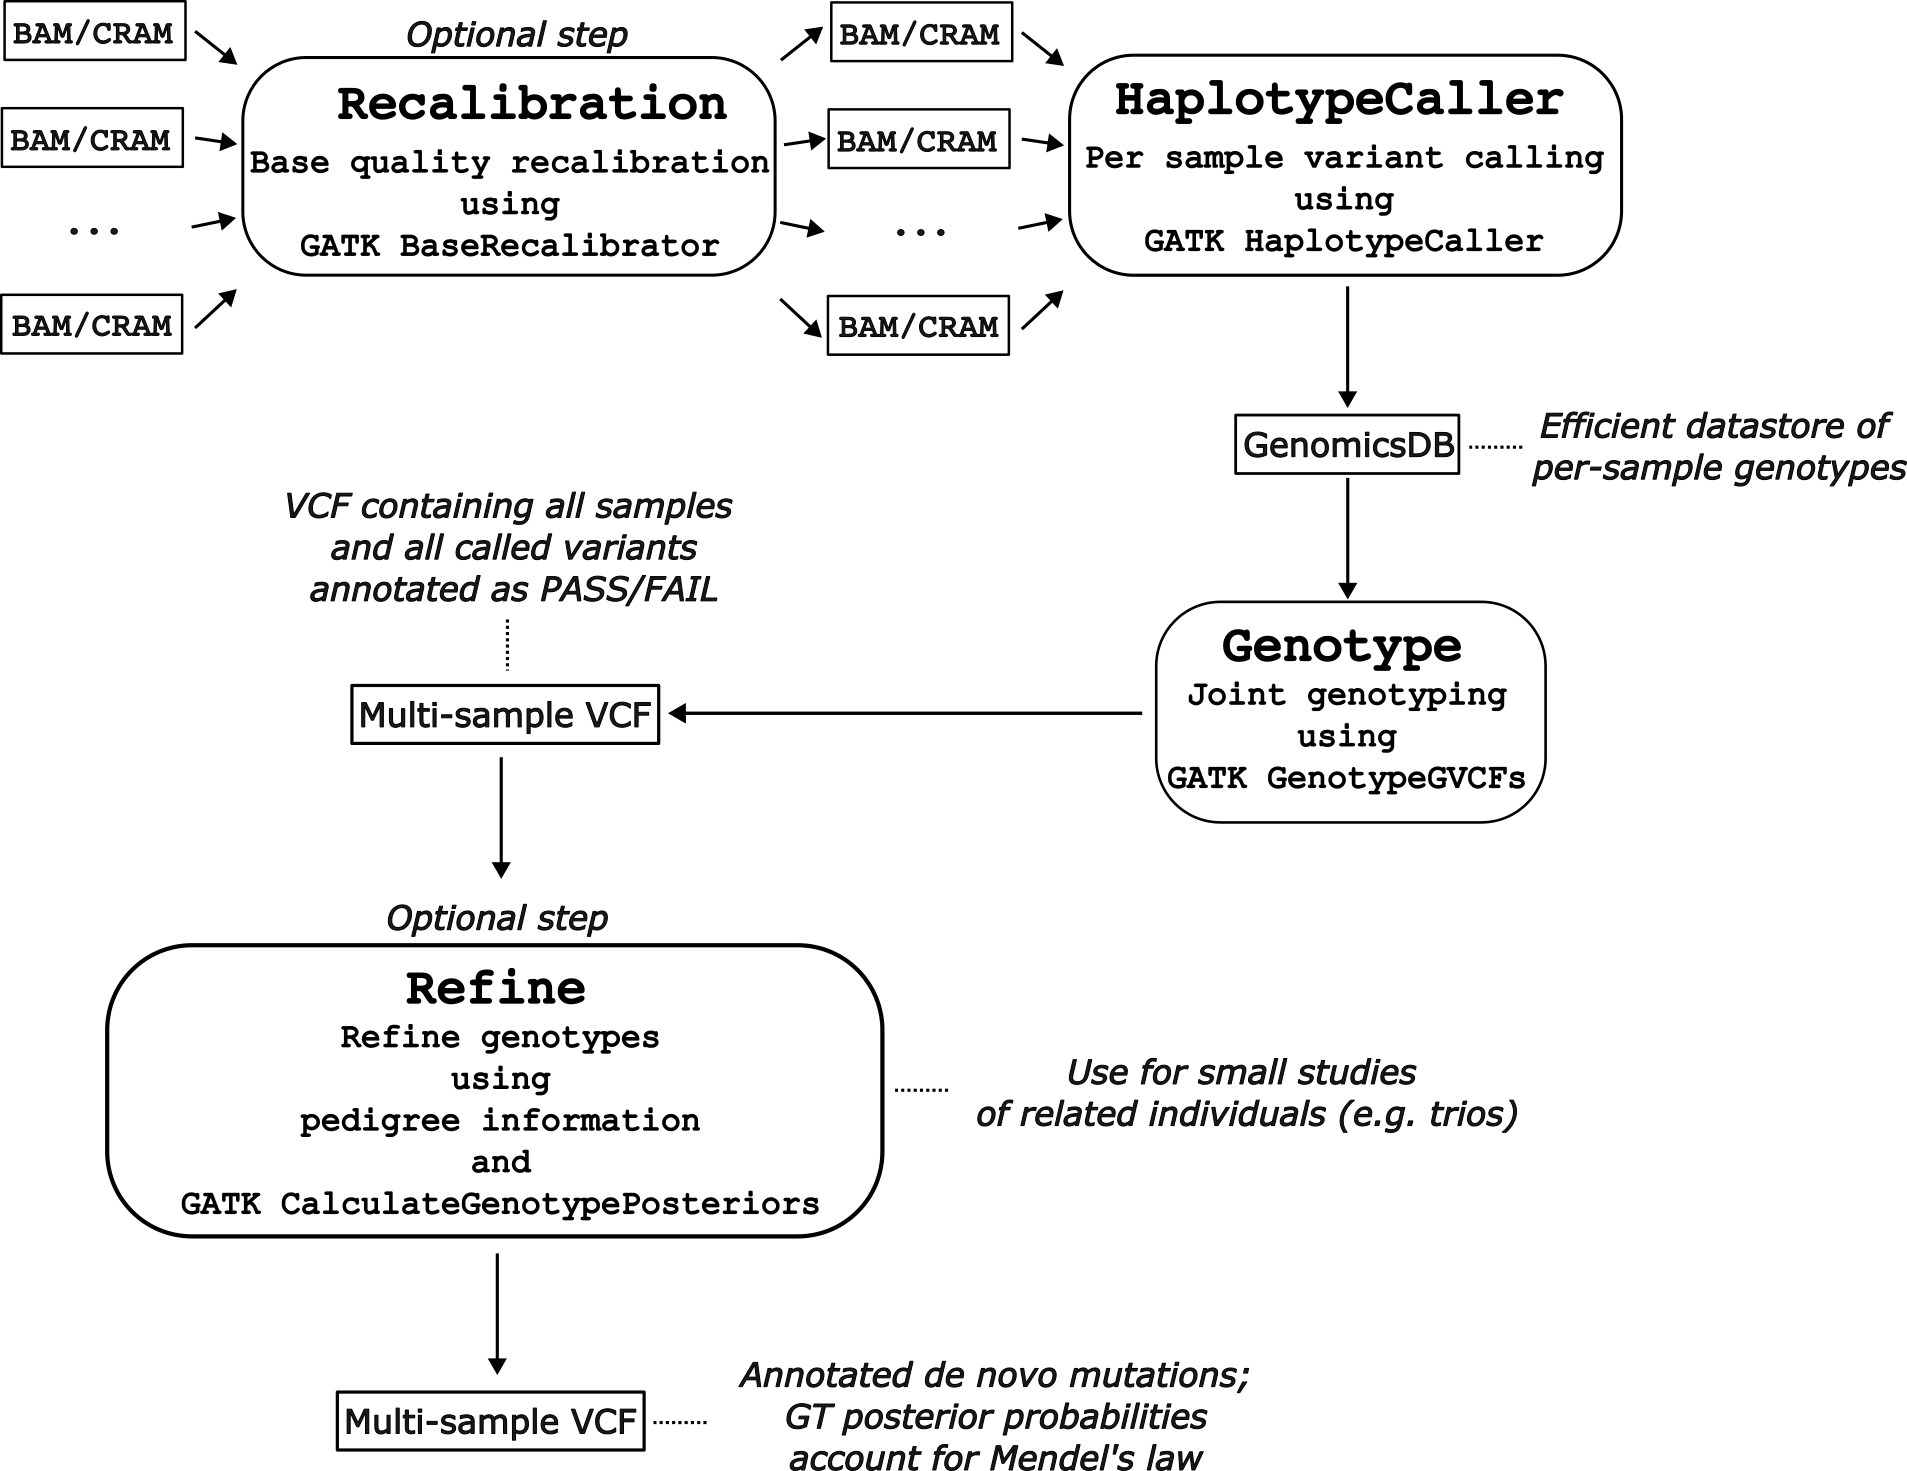 BAM/CRAM
BAM/CRAM
...
BAM/CRAM
Optional step
Recalibration
Base quality recalibration
using
GATK BaseRecalibrator
BAM/CRAM
BAM/CRAM
...
BAM/CRAM
HaplotypeCaller
Per sample variant calling
using
GATK HaplotypeCaller
GenomicsDB
Efficient datastore of
per-sample genotypes
Genotype
Joint genotyping
using
GATK GenotypeGVCFs
VCF containing all samples
and all called variants
annotated as PASS/FAIL
Multi-sample VCF
Optional step
Refine
Refine genotypes
using
pedigree information
and
GATK CalculateGenotypePosteriors
Use for small studies
of related individuals (e.g. trios)
Multi-sample VCF
Annotated de novo mutations;
GT posterior probabilities
account for Mendel's law